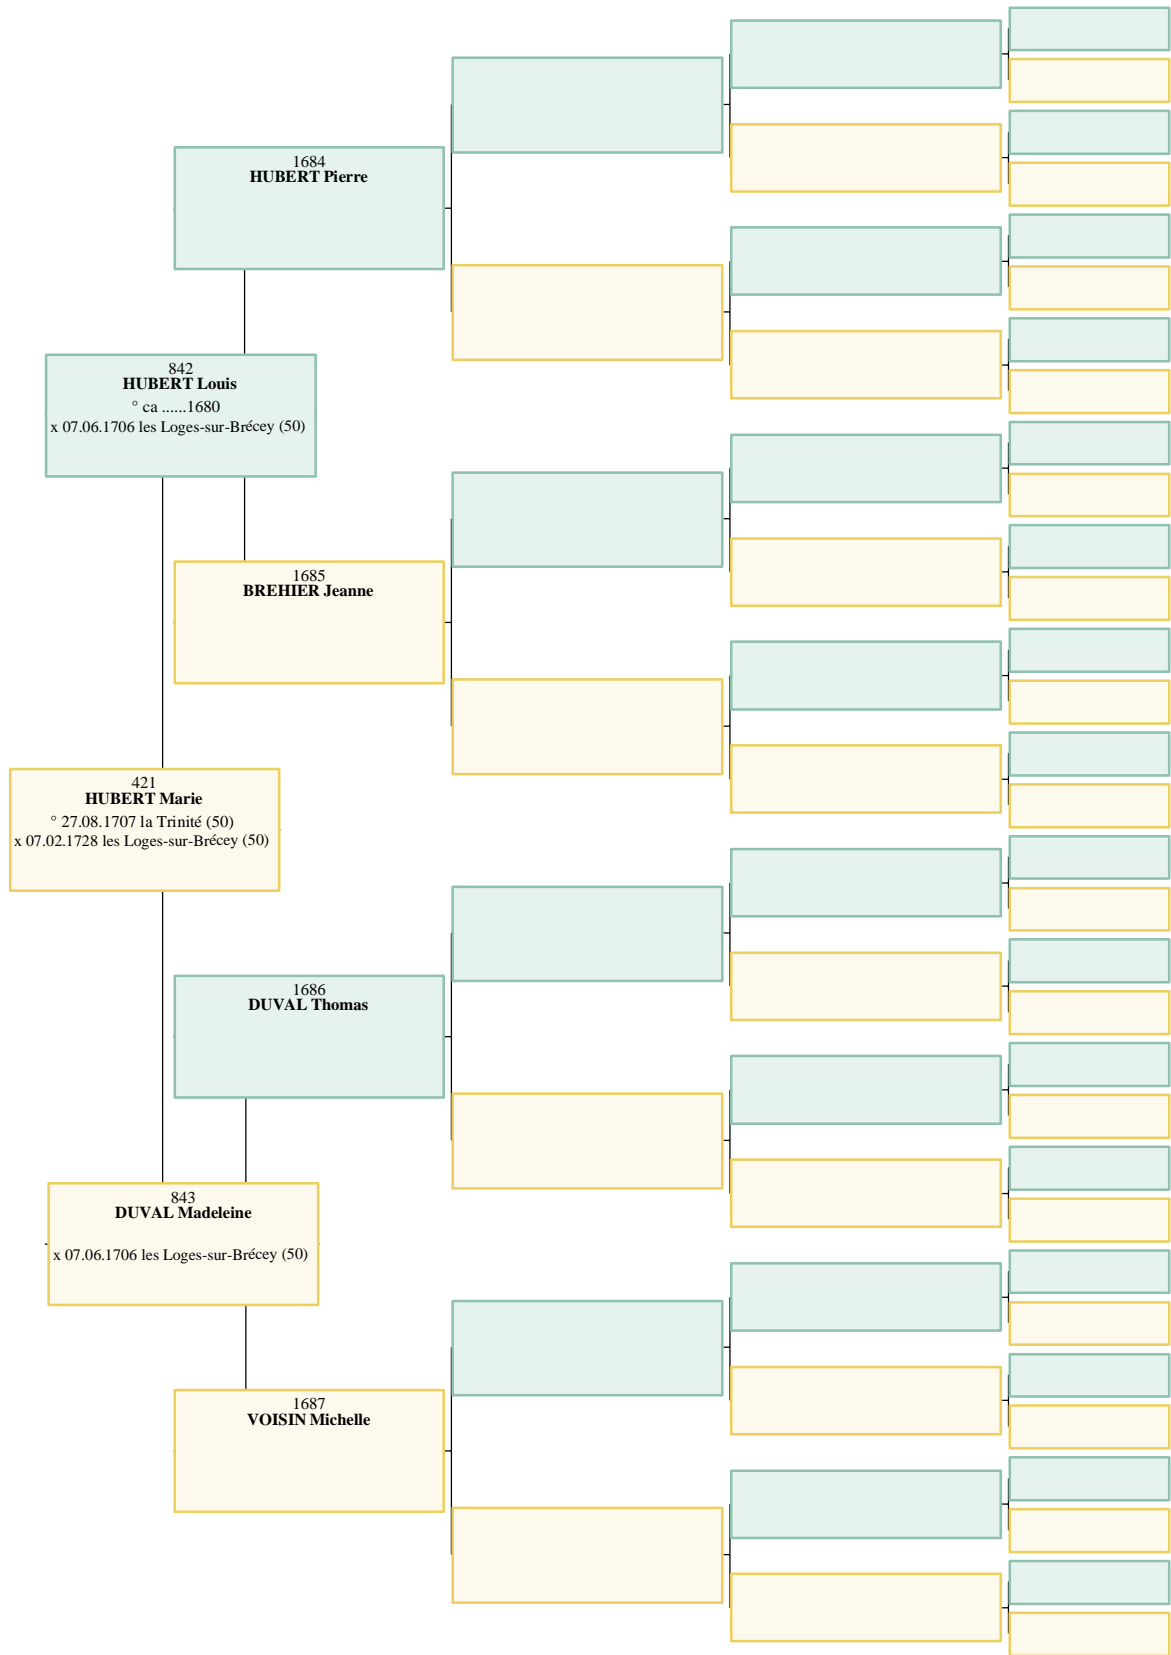 1684
HUBERT Pierre
842
HUBERT Louis
° ca ......1680
x 07.06.1706 les Loges-sur-Brécey (50)
1685
BREHIER Jeanne
421
HUBERT Marie
° 27.08.1707 la Trinité (50)
x 07.02.1728 les Loges-sur-Brécey (50)
1686
DUVAL Thomas
843
DUVAL Madeleine
x 07.06.1706 les Loges-sur-Brécey (50)
1687
VOISIN Michelle